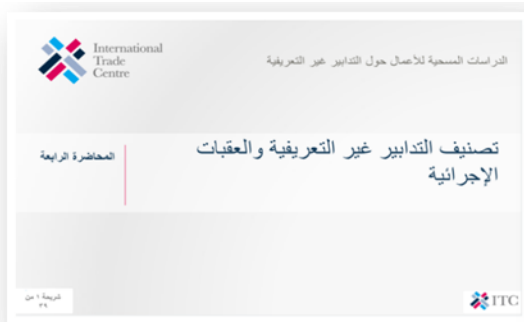 International
Trade
Centre
الدراسات المسحية للأعمال حول التدابير غير التعريفية
تصنيف التدابير غير التعريفية والعقبات
الإجرائية
المحاضرة الرابعة
شريحة ١ من
٣٩
ITC